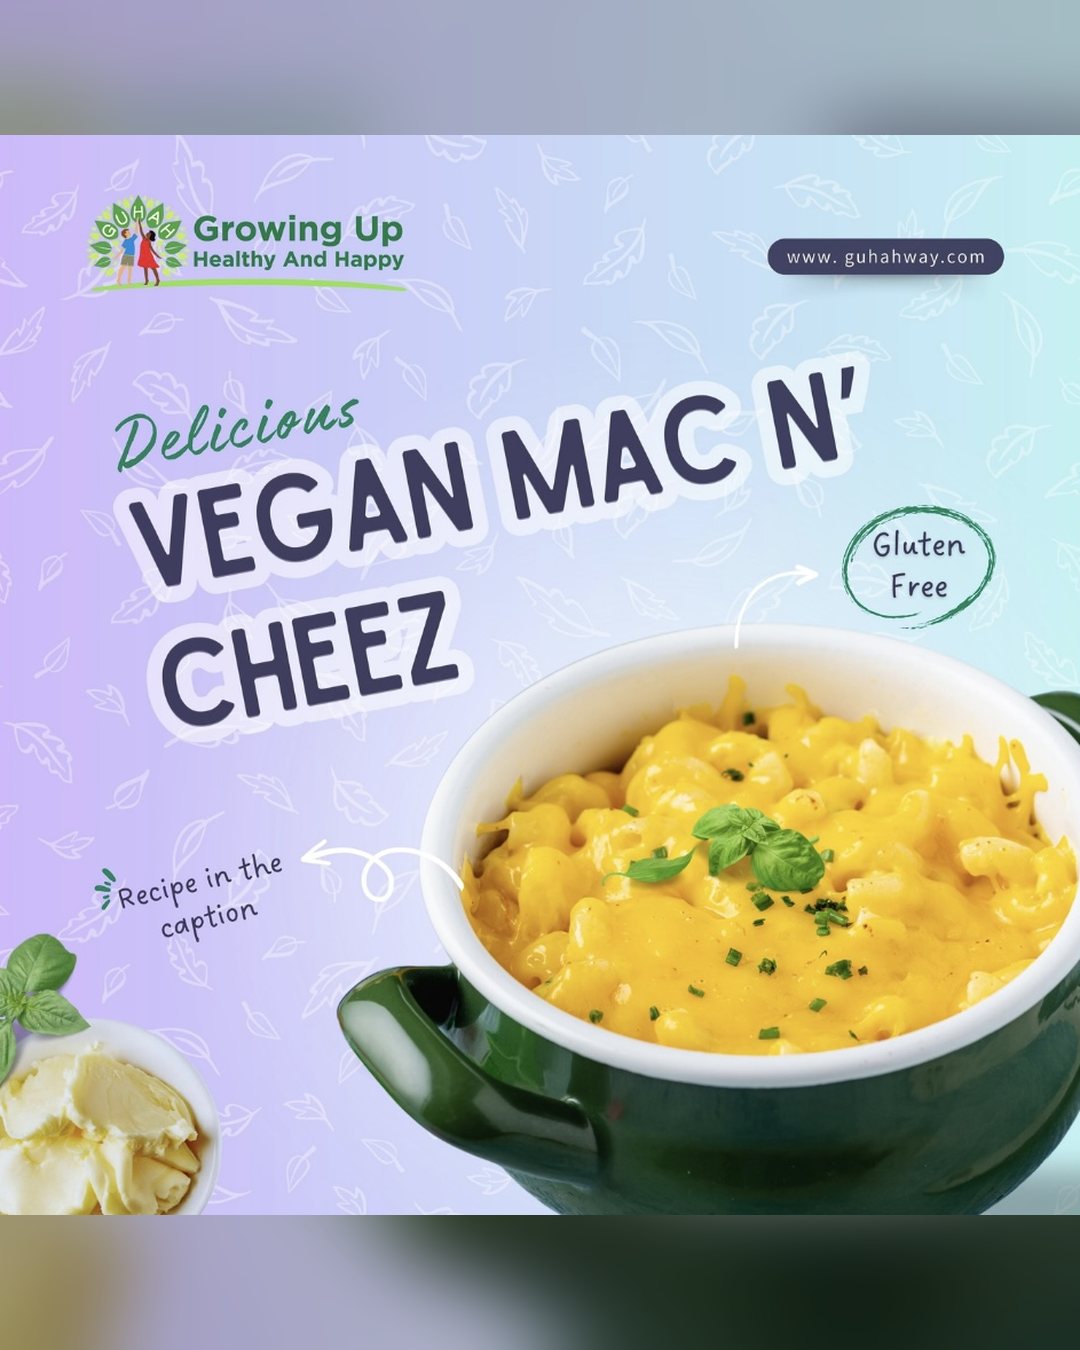 GUHAH
Growing Up
Healthy And Happy
www. guhahway.com
Delicious
VEGAN MAC N'
CHEEZ
Gluten
Free
Recipe in the
caption